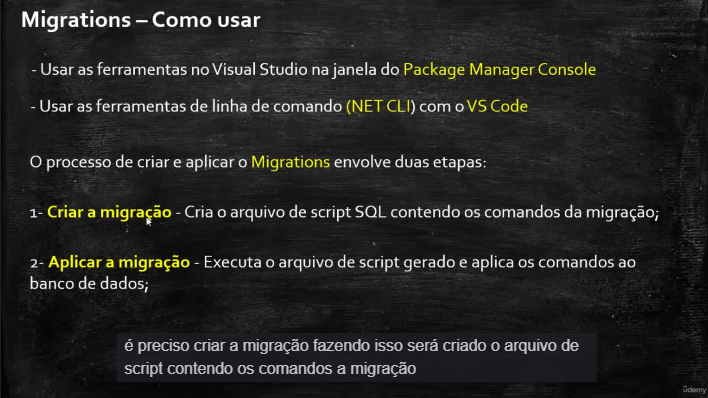 Migrations – Como usar
- Usar as ferramentas no Visual Studio na janela do Package Manager Console
- Usar as ferramentas de linha de comando (NET CLI) com o VS Code
O processo de criar e aplicar o Migrations envolve duas etapas:
1- Criar a migração - Cria o arquivo de script SQL contendo os comandos da migração;
2- Aplicar a migração - Executa o arquivo de script gerado e aplica os comandos ao
banco de dados;
é preciso criar a migração fazendo isso será criado o arquivo de
script contendo os comandos a migração
ûdemy